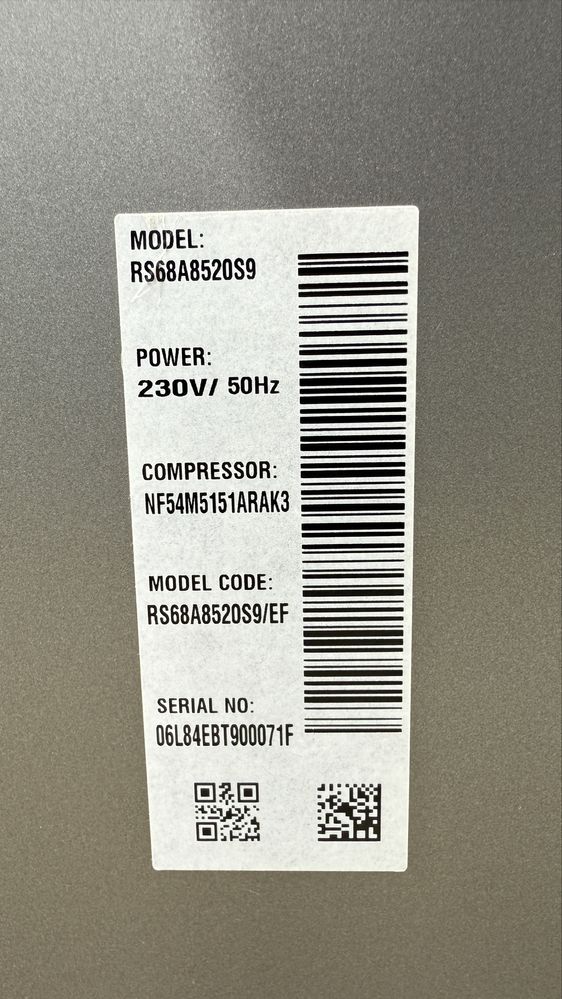 MODEL:
RS68A8520S9
POWER:
230V/ 50Hz
COMPRESSOR:
NF54M5151ARAK3
MODEL CODE:
RS68A8520S9/EF
SERIAL NO:
06L84EBT900071F